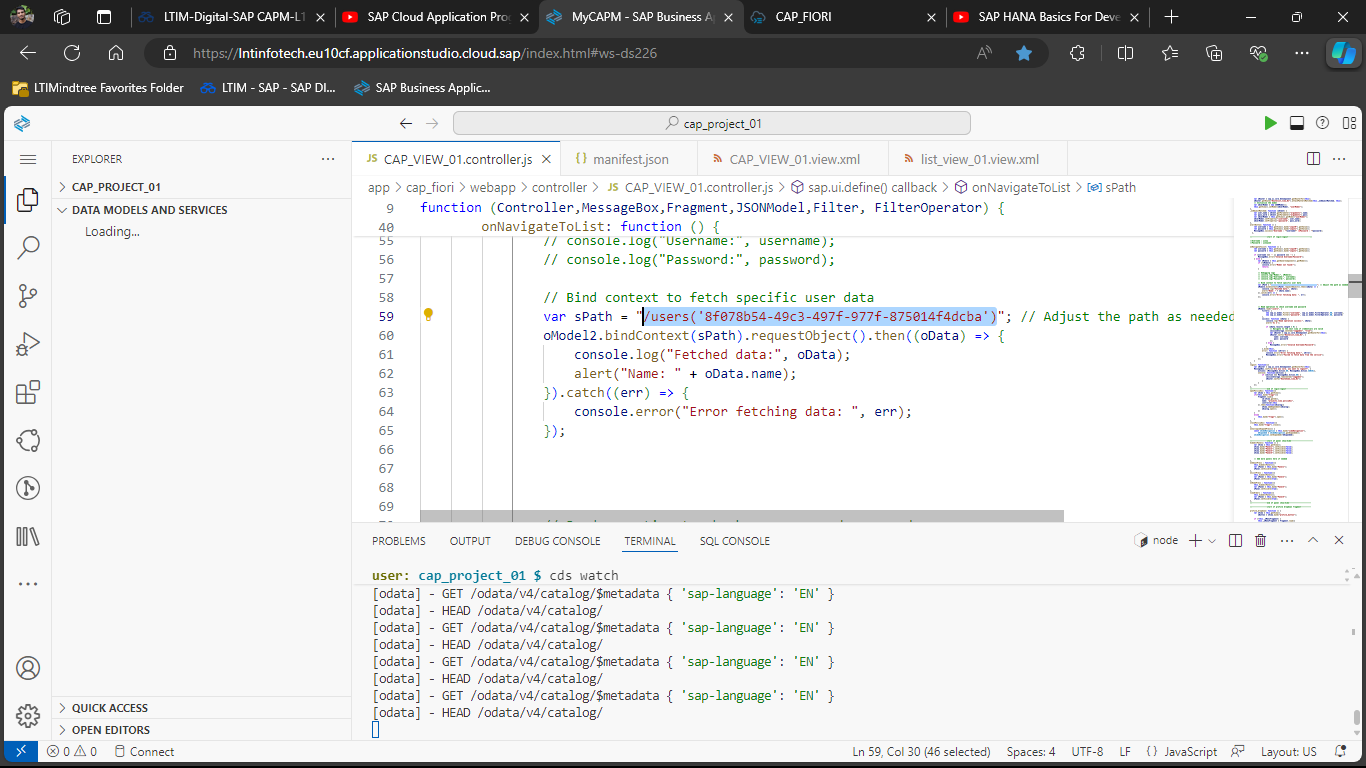 LTIM-Digital-SAP CAPM-L1
SAP Cloud Application Pro
MyCAPM - SAP Business A
CAP_FIORI
SAP HANA Basics For Deve
https://lntinfotech.eu10cf.applicationstudio.cloud.sap/index.html#ws-ds226
LTIMindtree Favorites Folder
LTIM - SAP - SAP DI...
SAP Business Applic...
cap_project_01
EXPLORER
CAP_PROJECT_01
DATA MODELS AND SERVICES
Loading...
QUICK ACCESS
OPEN EDITORS
JS CAP_VIEW_01.controller.js
{} manifest.json
CAP_VIEW_01.view.xml
list_view_01.view.xml
app > cap_fiori > webapp > controller > JS CAP_VIEW_01.controller.js > sap.ui.define() callback > onNavigateToList > sPath
9 function (Controller,MessageBox,Fragment,JSONModel,Filter, FilterOperator) {
40 onNavigateToList: function () {
55 // console.log("Username:", username);
56 // console.log("Password:", password);
57
58 // Bind context to fetch specific user data
59 var sPath = "/users('8f078b54-49c3-497f-977f-875014f4dcba')"; // Adjust the path as needed
60 oModel2.bindContext(sPath).requestObject().then((oData) => {
61 console.log("Fetched data:", oData);
62 alert("Name: " + oData.name);
63 }).catch((err) => {
64 console.error("Error fetching data: ", err);
65 });
66
67
68
69
PROBLEMS OUTPUT DEBUG CONSOLE TERMINAL SQL CONSOLE
node
user: cap_project_01 $ cds watch
[odata] - GET /odata/v4/catalog/$metadata { 'sap-language': 'EN' }
[odata] - HEAD /odata/v4/catalog/
[odata] - GET /odata/v4/catalog/$metadata { 'sap-language': 'EN' }
[odata] - HEAD /odata/v4/catalog/
[odata] - GET /odata/v4/catalog/$metadata { 'sap-language': 'EN' }
[odata] - HEAD /odata/v4/catalog/
[odata] - GET /odata/v4/catalog/$metadata { 'sap-language': 'EN' }
[odata] - HEAD /odata/v4/catalog/
0 0 Connect
Ln 59, Col 30 (46 selected) Spaces: 4 UTF-8 LF {} JavaScript Layout: US